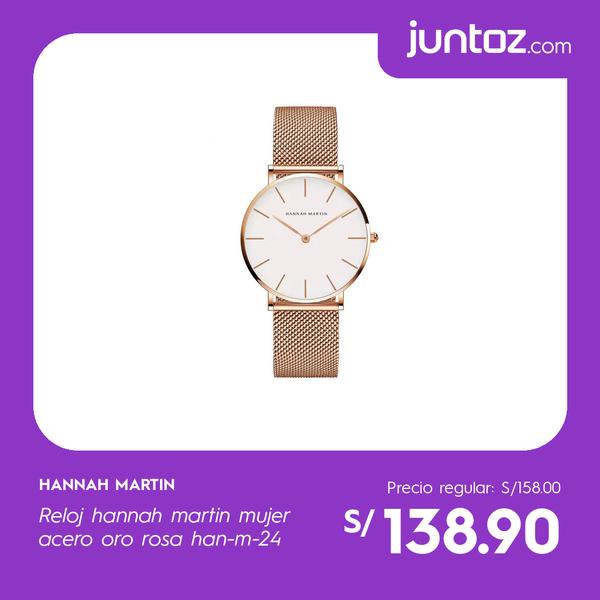 juntoz.com
HANNAH MARTIN
HANNAH MARTIN
Reloj hannah martin mujer
acero oro rosa han-m-24
Precio regular: S/158.00
S/138.90